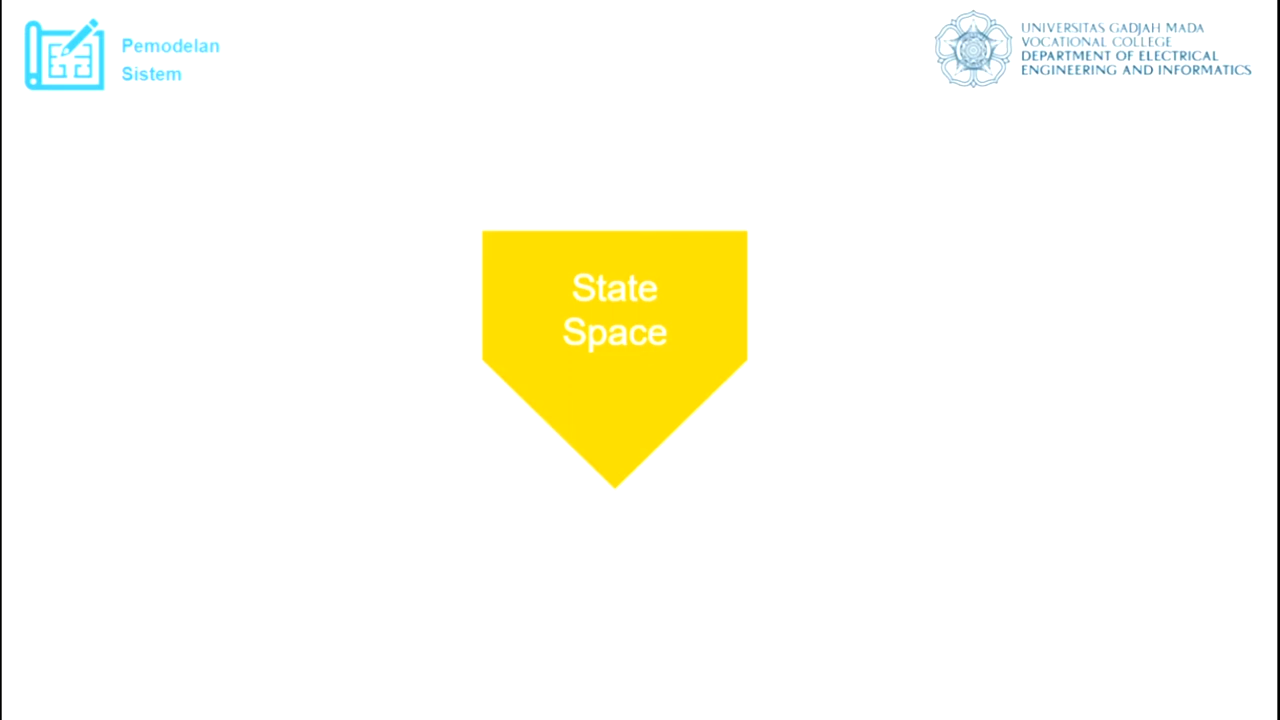 Pemodelan
Sistem
UNIVERSITAS GADJAH MADA
VOCATIONAL COLLEGE
DEPARTMENT OF ELECTRICAL
ENGINEERING AND INFORMATICS
State
Space